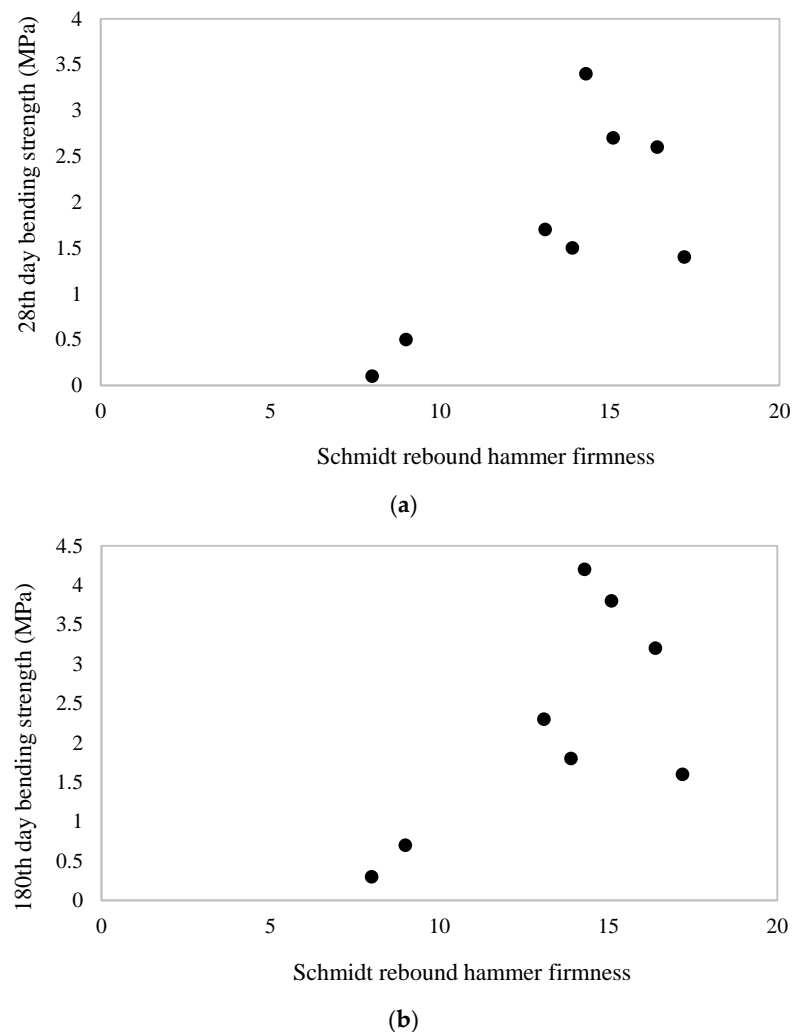 28th day bending strength (MPa)
4
3.5
3
2.5
2
1.5
1
0.5
0
0 5 10 15 20
Schmidt rebound hammer firmness
(a)
180th day bending strength (MPa)
4.5
4
3.5
3
2.5
2
1.5
1
0.5
0
0 5 10 15 20
Schmidt rebound hammer firmness
(b)